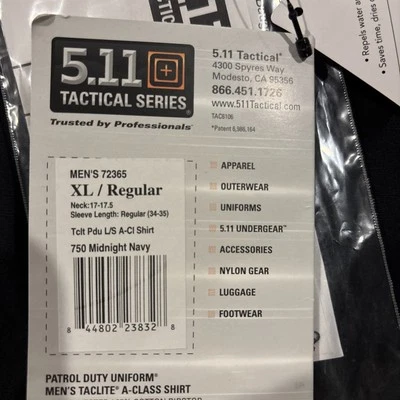 • Repels water a
• Saves time, dries
5.11
TACTICAL SERIES®
Trusted by Professionals®
5.11 Tactical®
4300 Spyres Way
Modesto, CA 95356
866.451.1726
www.511Tactical.com
TAC8106
*Patent 6,986,164
MEN'S 72365
XL / Regular
Neck:17-17.5
Sleeve Length: Regular (34-35)
Tclt Pdu L/S A-Cl Shirt
750 Midnight Navy
8 44802 23832 8
APPAREL
OUTERWEAR
UNIFORMS
5.11 UNDERGEAR™
ACCESSORIES
NYLON GEAR
LUGGAGE
FOOTWEAR
PATROL DUTY UNIFORM®
MEN'S TACLITE® A-CLASS SHIRT